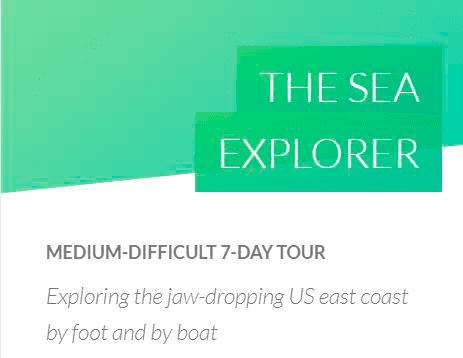 THE SEA
EXPLORER
MEDIUM-DIFFICULT 7-DAY TOUR
Exploring the jaw-dropping US east coast
by foot and by boat